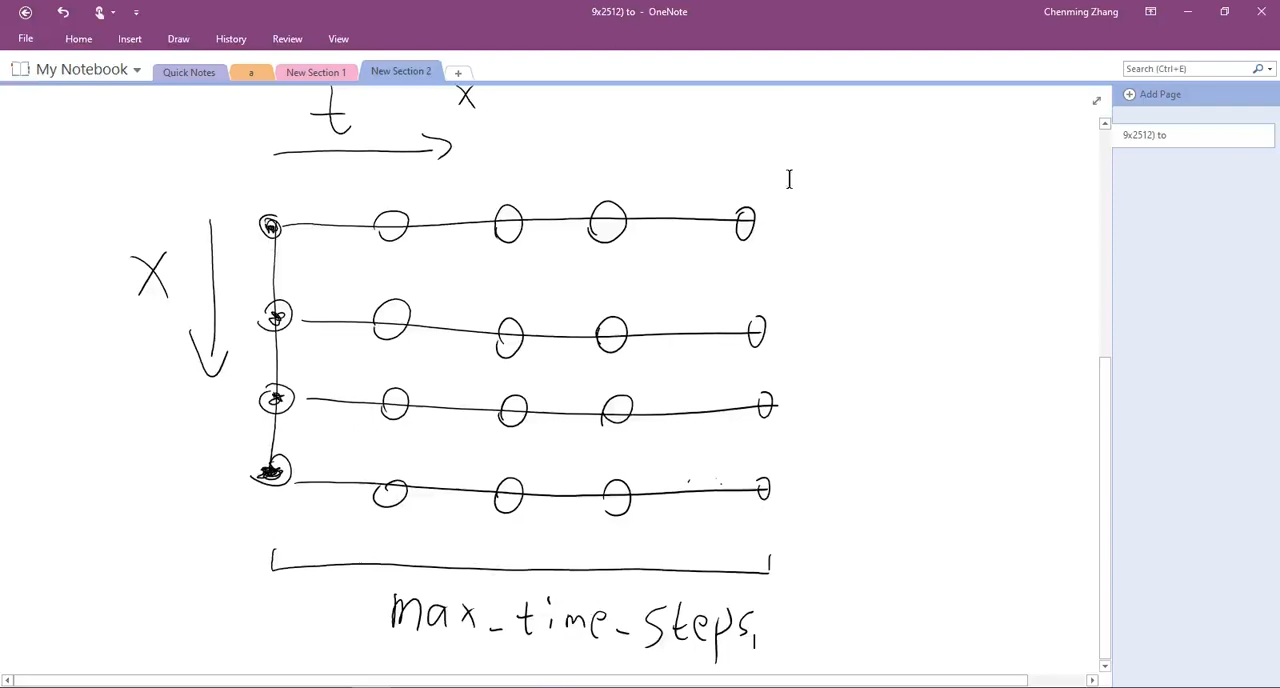 9x2512) to - OneNote
Chenming Zhang
File Home Insert Draw History Review View
My Notebook
Quick Notes
a
New Section 1
New Section 2
Search (Ctrl+E)
Add Page
9x2512) to
t
x
X
max_time_steps,